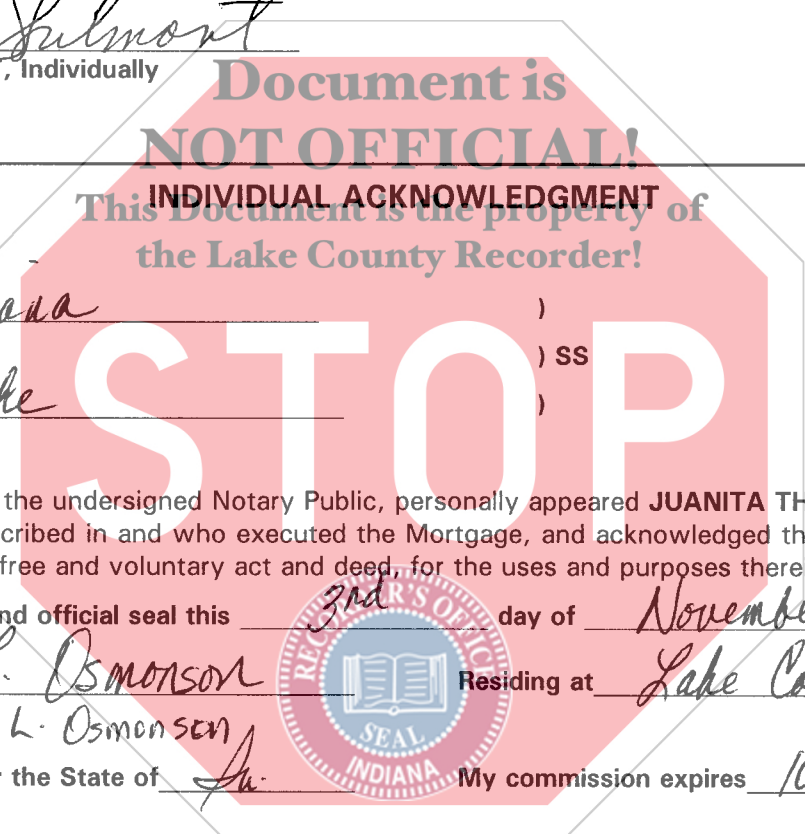 , Individually
Document is
NOT OFFICIAL!
INDIVIDUAL ACKNOWLEDGMENT
This Document is the property of
the Lake County Recorder!
)
) SS
)
STOP
the undersigned Notary Public, personally appeared JUANITA TH
cribed in and who executed the Mortgage, and acknowledged th
free and voluntary act and deed, for the uses and purposes there
nd official seal this 3rd day of Novembe
L. Osmonson Residing at Lake Co
L. Osmonson
r the State of In. My commission expires 10
RECORDER'S OFFICE
SEAL
INDIANA